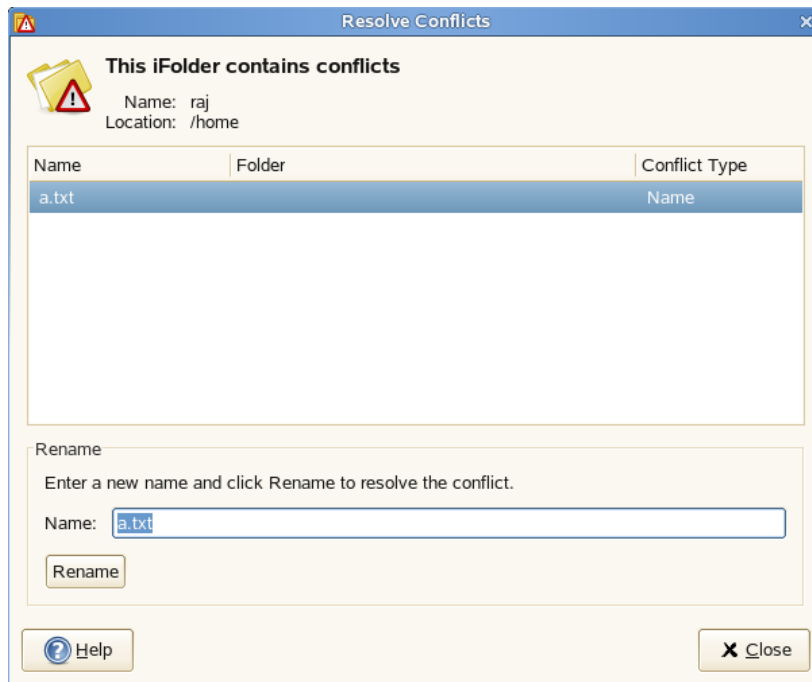 Resolve Conflicts
This iFolder contains conflicts
Name: raj
Location: /home
Name Folder Conflict Type
a.txt Name
Rename
Enter a new name and click Rename to resolve the conflict.
Name: a.txt
Rename
Help Close